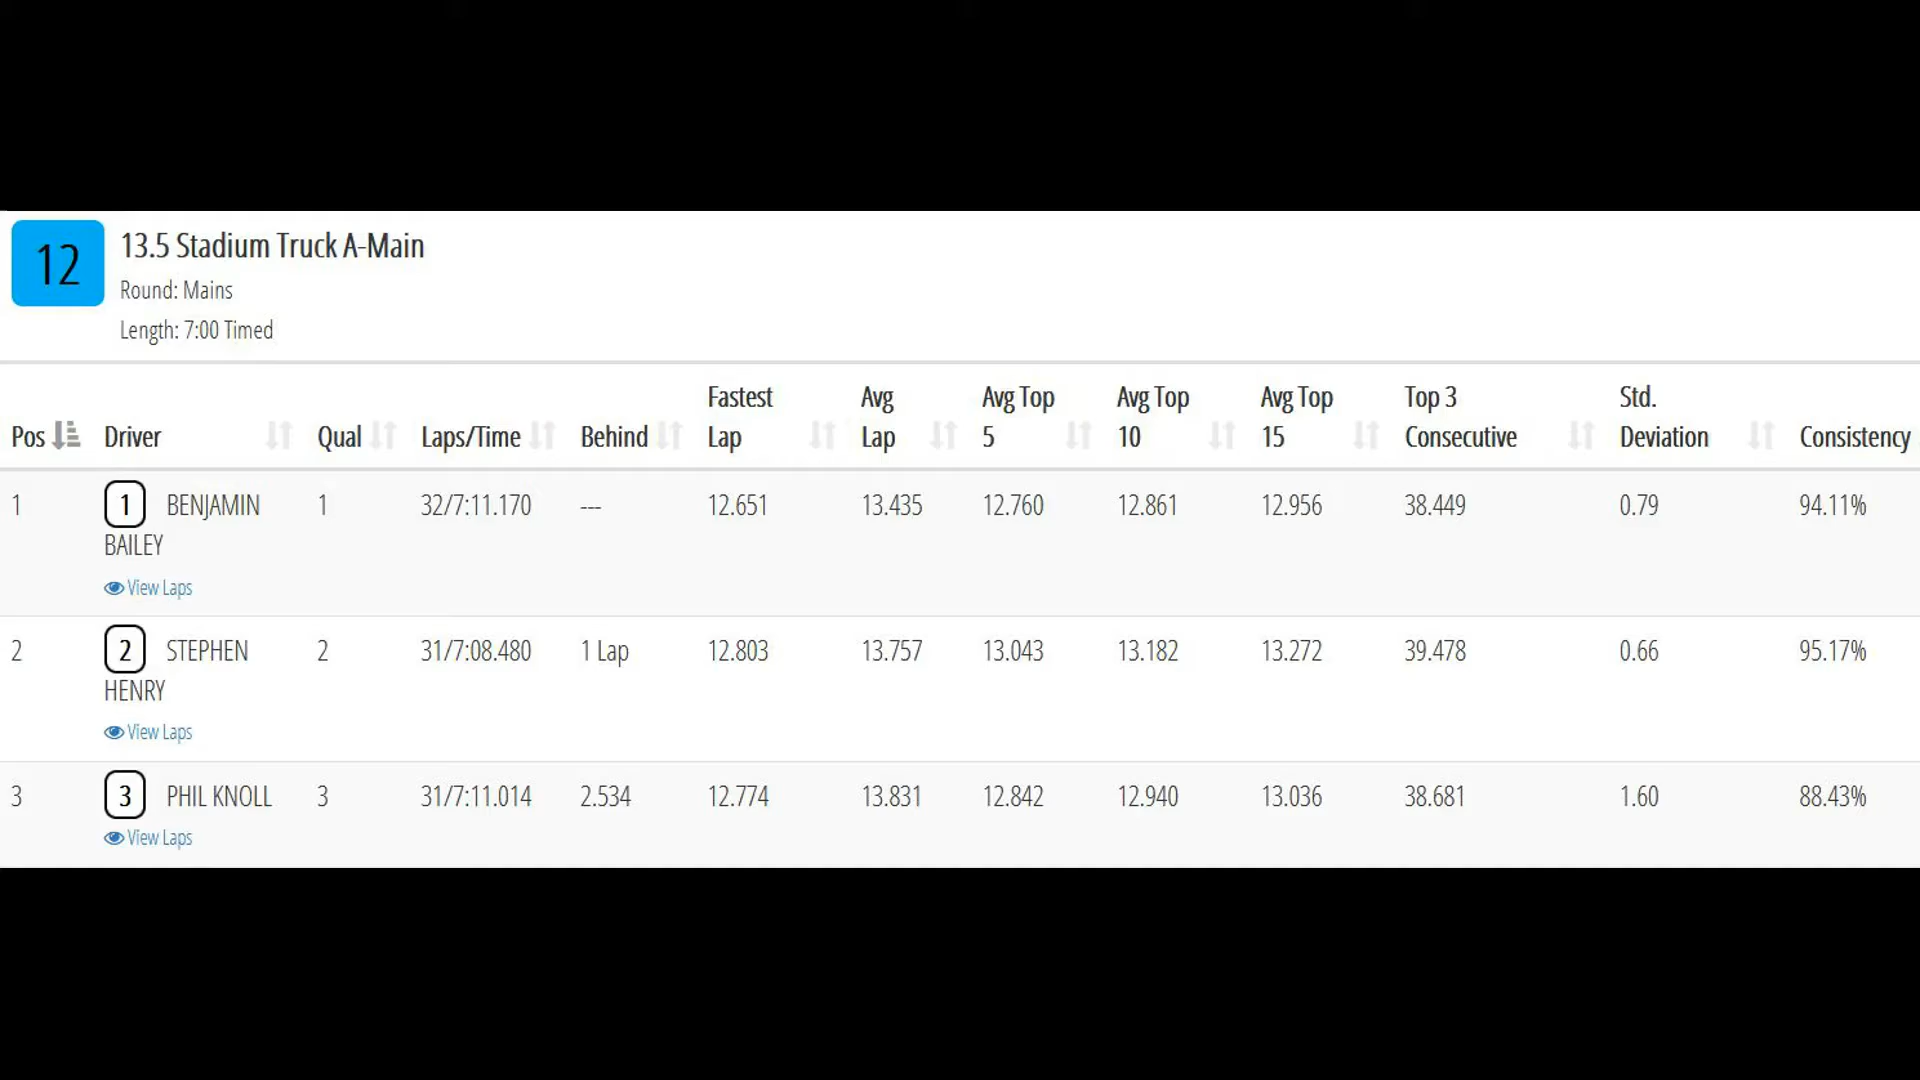 12
13.5 Stadium Truck A-Main
Round: Mains
Length: 7:00 Timed
Pos Driver Qual Laps/Time Behind Fastest Lap Avg Lap Avg Top 5 Avg Top 10 Avg Top 15 Top 3 Consecutive Std. Deviation Consistency
1 1 BENJAMIN BAILEY 1 32/7:11.170 --- 12.651 13.435 12.760 12.861 12.956 38.449 0.79 94.11%
View Laps
2 2 STEPHEN HENRY 2 31/7:08.480 1 Lap 12.803 13.757 13.043 13.182 13.272 39.478 0.66 95.17%
View Laps
3 3 PHIL KNOLL 3 31/7:11.014 2.534 12.774 13.831 12.842 12.940 13.036 38.681 1.60 88.43%
View Laps